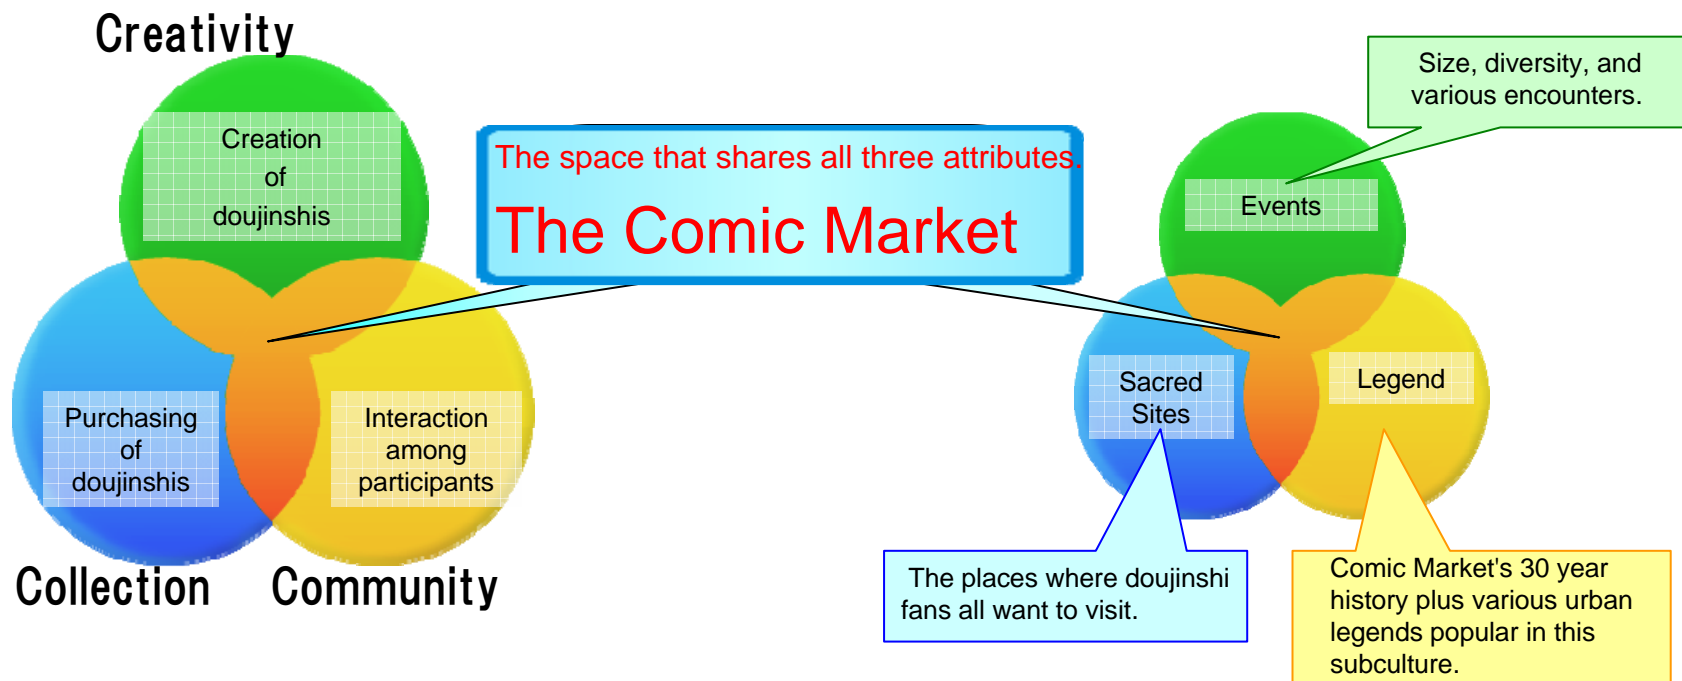 Creativity
Creation
of
doujinshis
Purchasing
of
doujinshis
Interaction
among
participants
Collection
Community
The space that shares all three attributes.
The Comic Market
Size, diversity, and
various encounters.
Events
Sacred
Sites
Legend
The places where doujinshi
fans all want to visit.
Comic Market's 30 year
history plus various urban
legends popular in this
subculture.